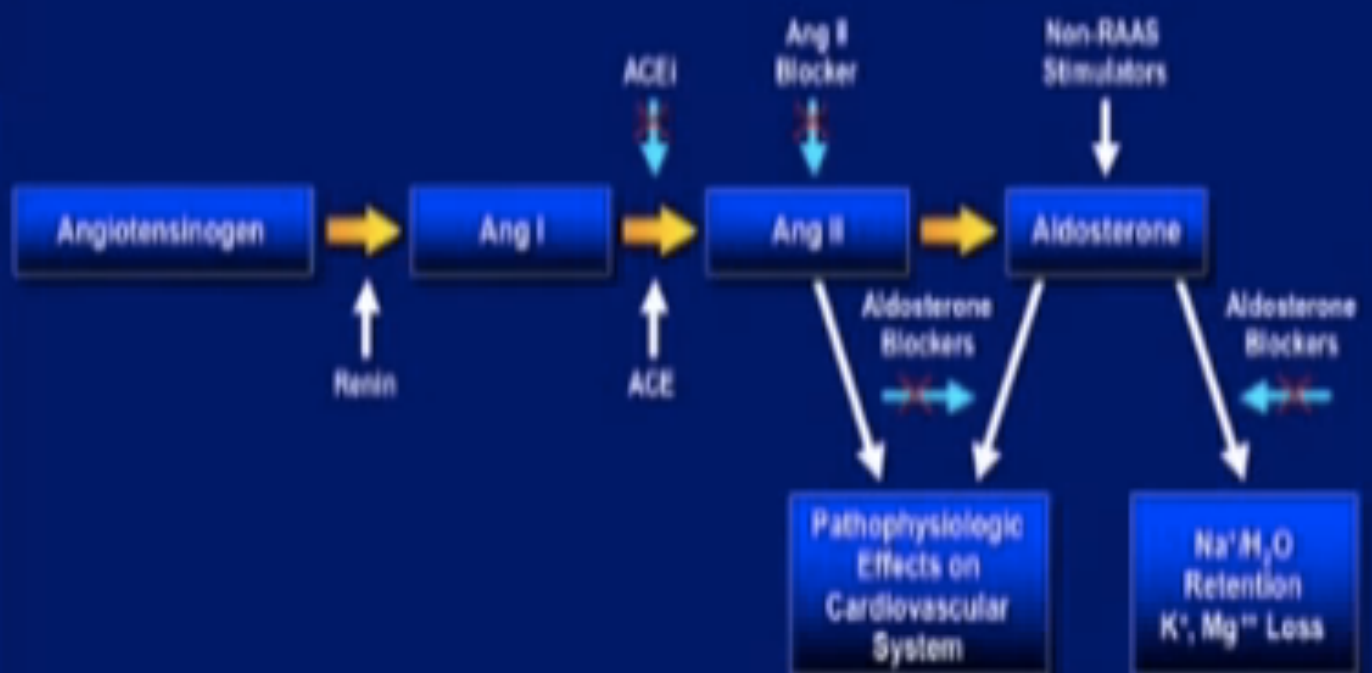 ACEi
Ang II
Blocker
Non-RAAS
Stimulators
Angiotensinogen
Ang I
Ang II
Aldosterone
Renin
ACE
Aldosterone
Blockers
Aldosterone
Blockers
Pathophysiologic
Effects on
Cardiovascular
System
Na⁺/H₂O
Retention
K⁺, Mg⁺⁺ Loss